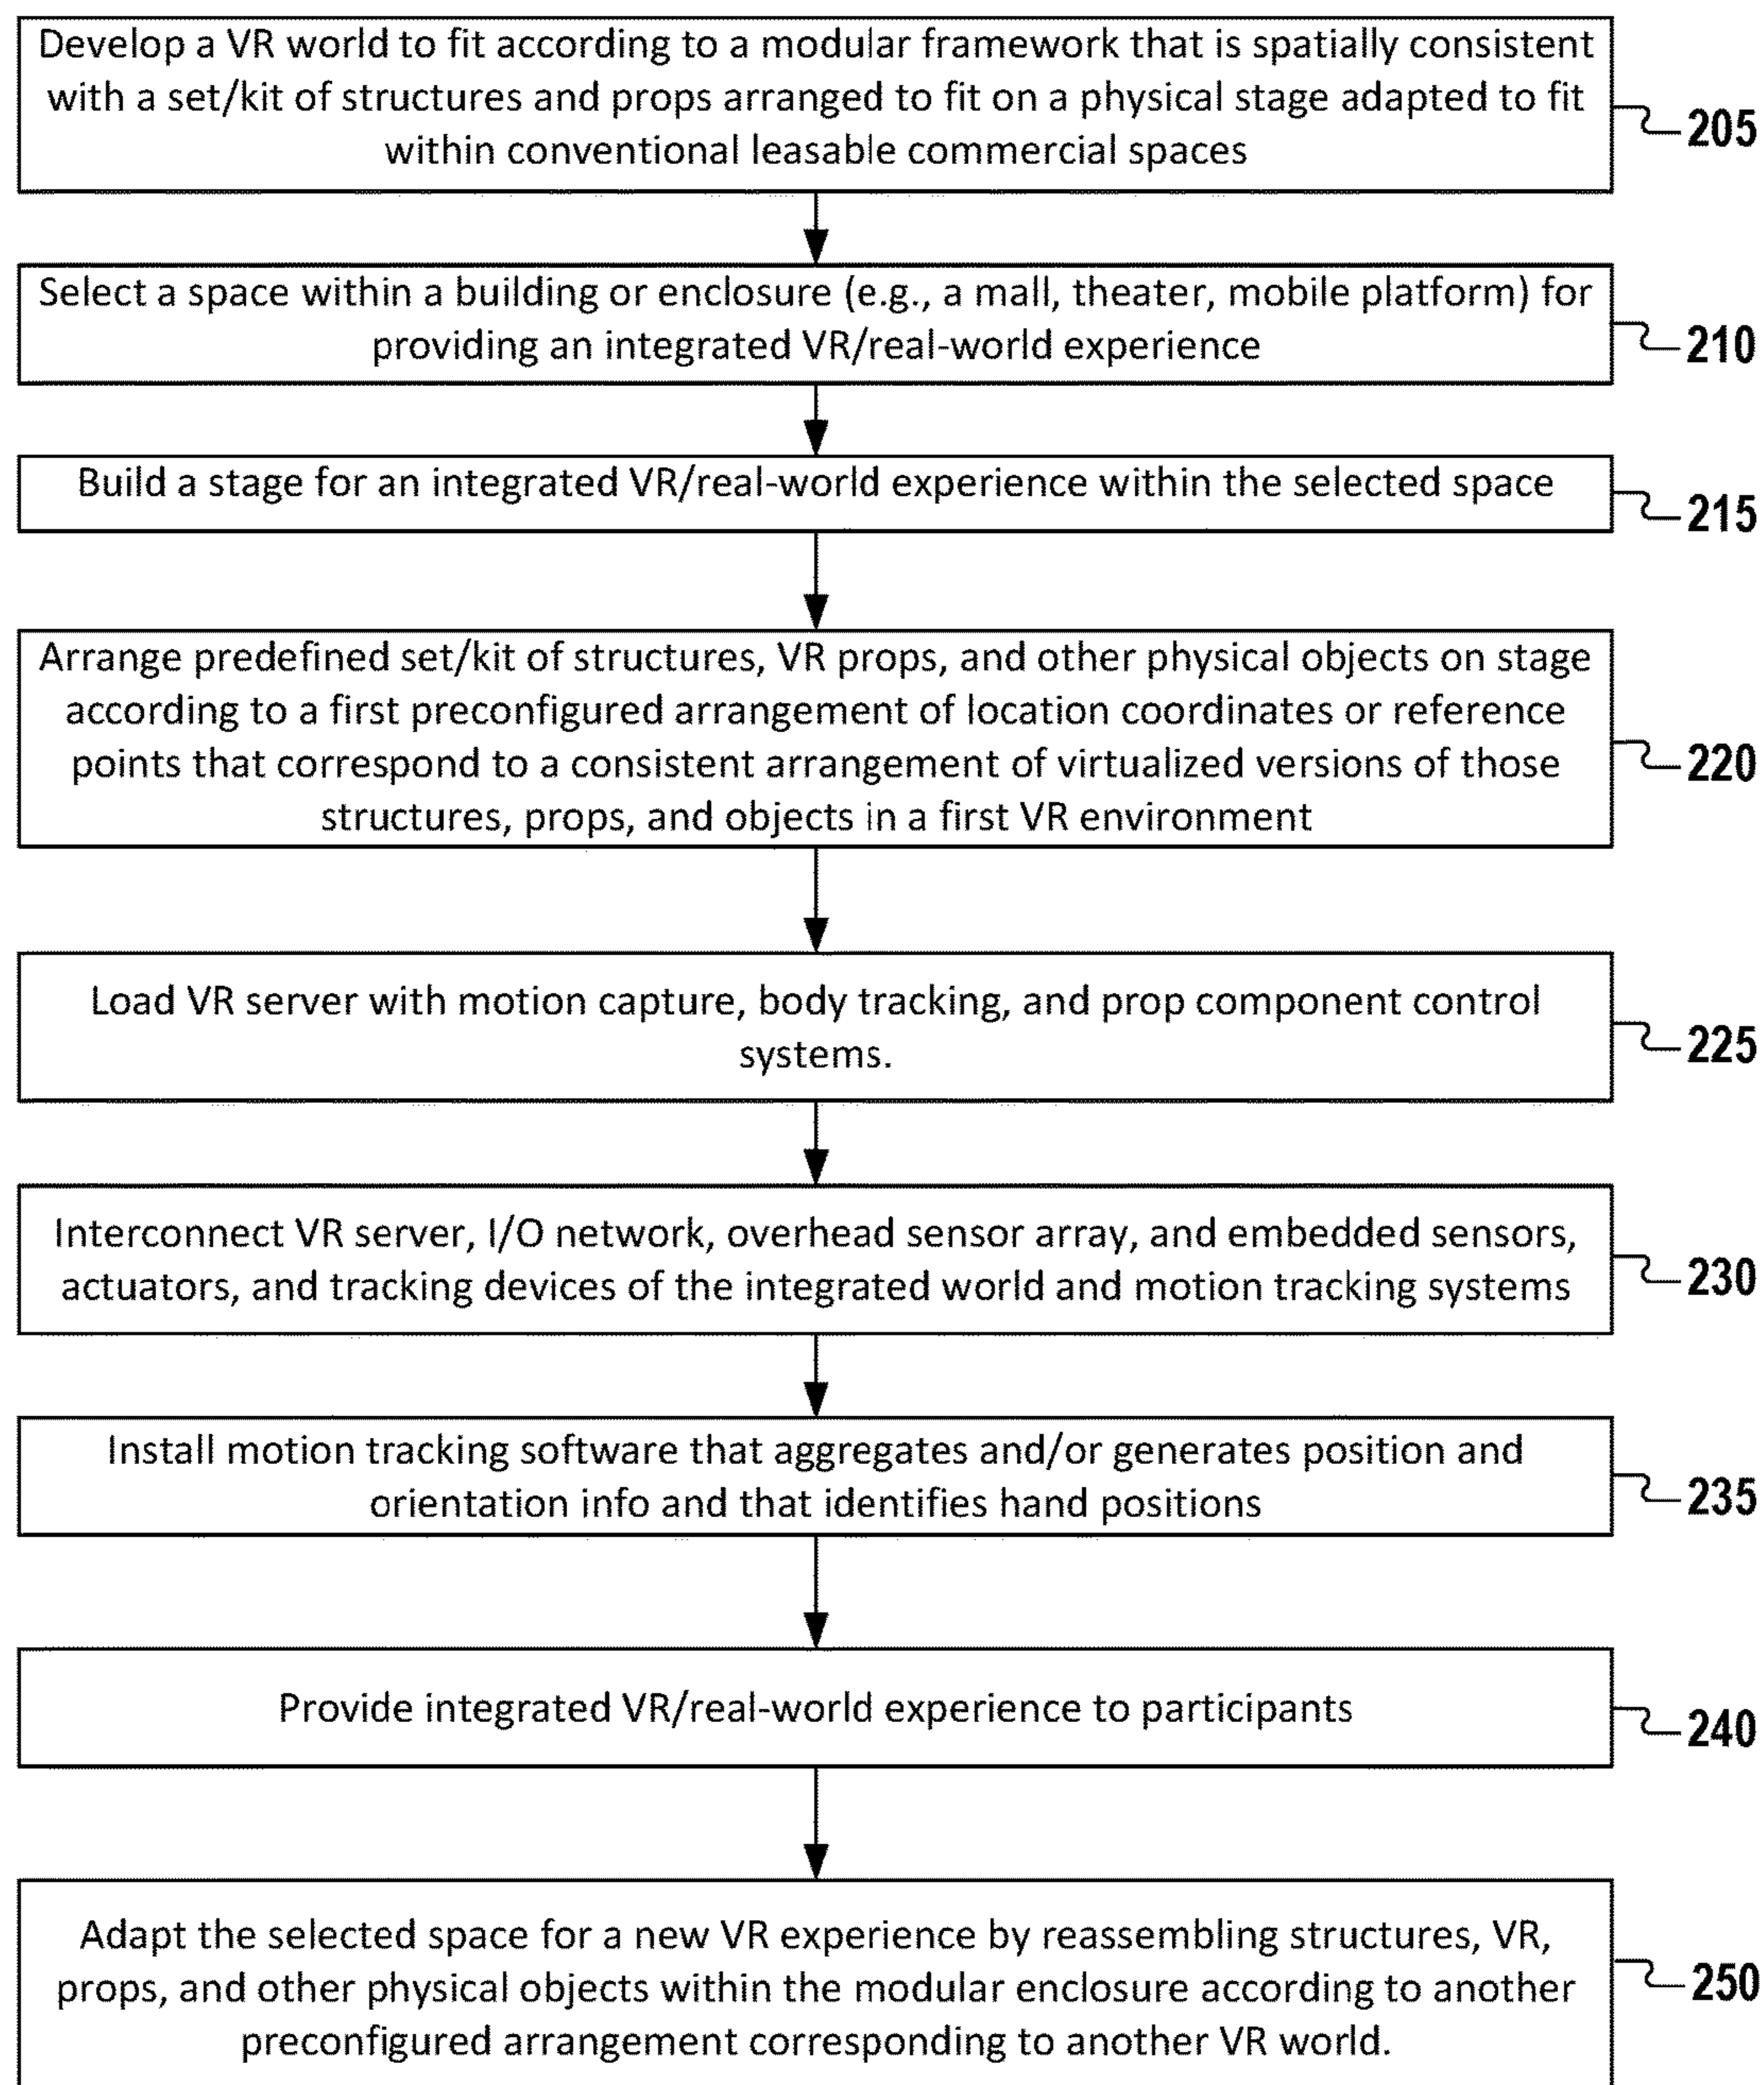 Develop a VR world to fit according to a modular framework that is spatially consistent
with a set/kit of structures and props arranged to fit on a physical stage adapted to fit
within conventional leasable commercial spaces
205
Select a space within a building or enclosure (e.g., a mall, theater, mobile platform) for
providing an integrated VR/real-world experience
210
Build a stage for an integrated VR/real-world experience within the selected space
215
Arrange predefined set/kit of structures, VR props, and other physical objects on stage
according to a first preconfigured arrangement of location coordinates or reference
points that correspond to a consistent arrangement of virtualized versions of those
structures, props, and objects in a first VR environment
220
Load VR server with motion capture, body tracking, and prop component control
systems.
225
Interconnect VR server, I/O network, overhead sensor array, and embedded sensors,
actuators, and tracking devices of the integrated world and motion tracking systems
230
Install motion tracking software that aggregates and/or generates position and
orientation info and that identifies hand positions
235
Provide integrated VR/real-world experience to participants
240
Adapt the selected space for a new VR experience by reassembling structures, VR,
props, and other physical objects within the modular enclosure according to another
preconfigured arrangement corresponding to another VR world.
250